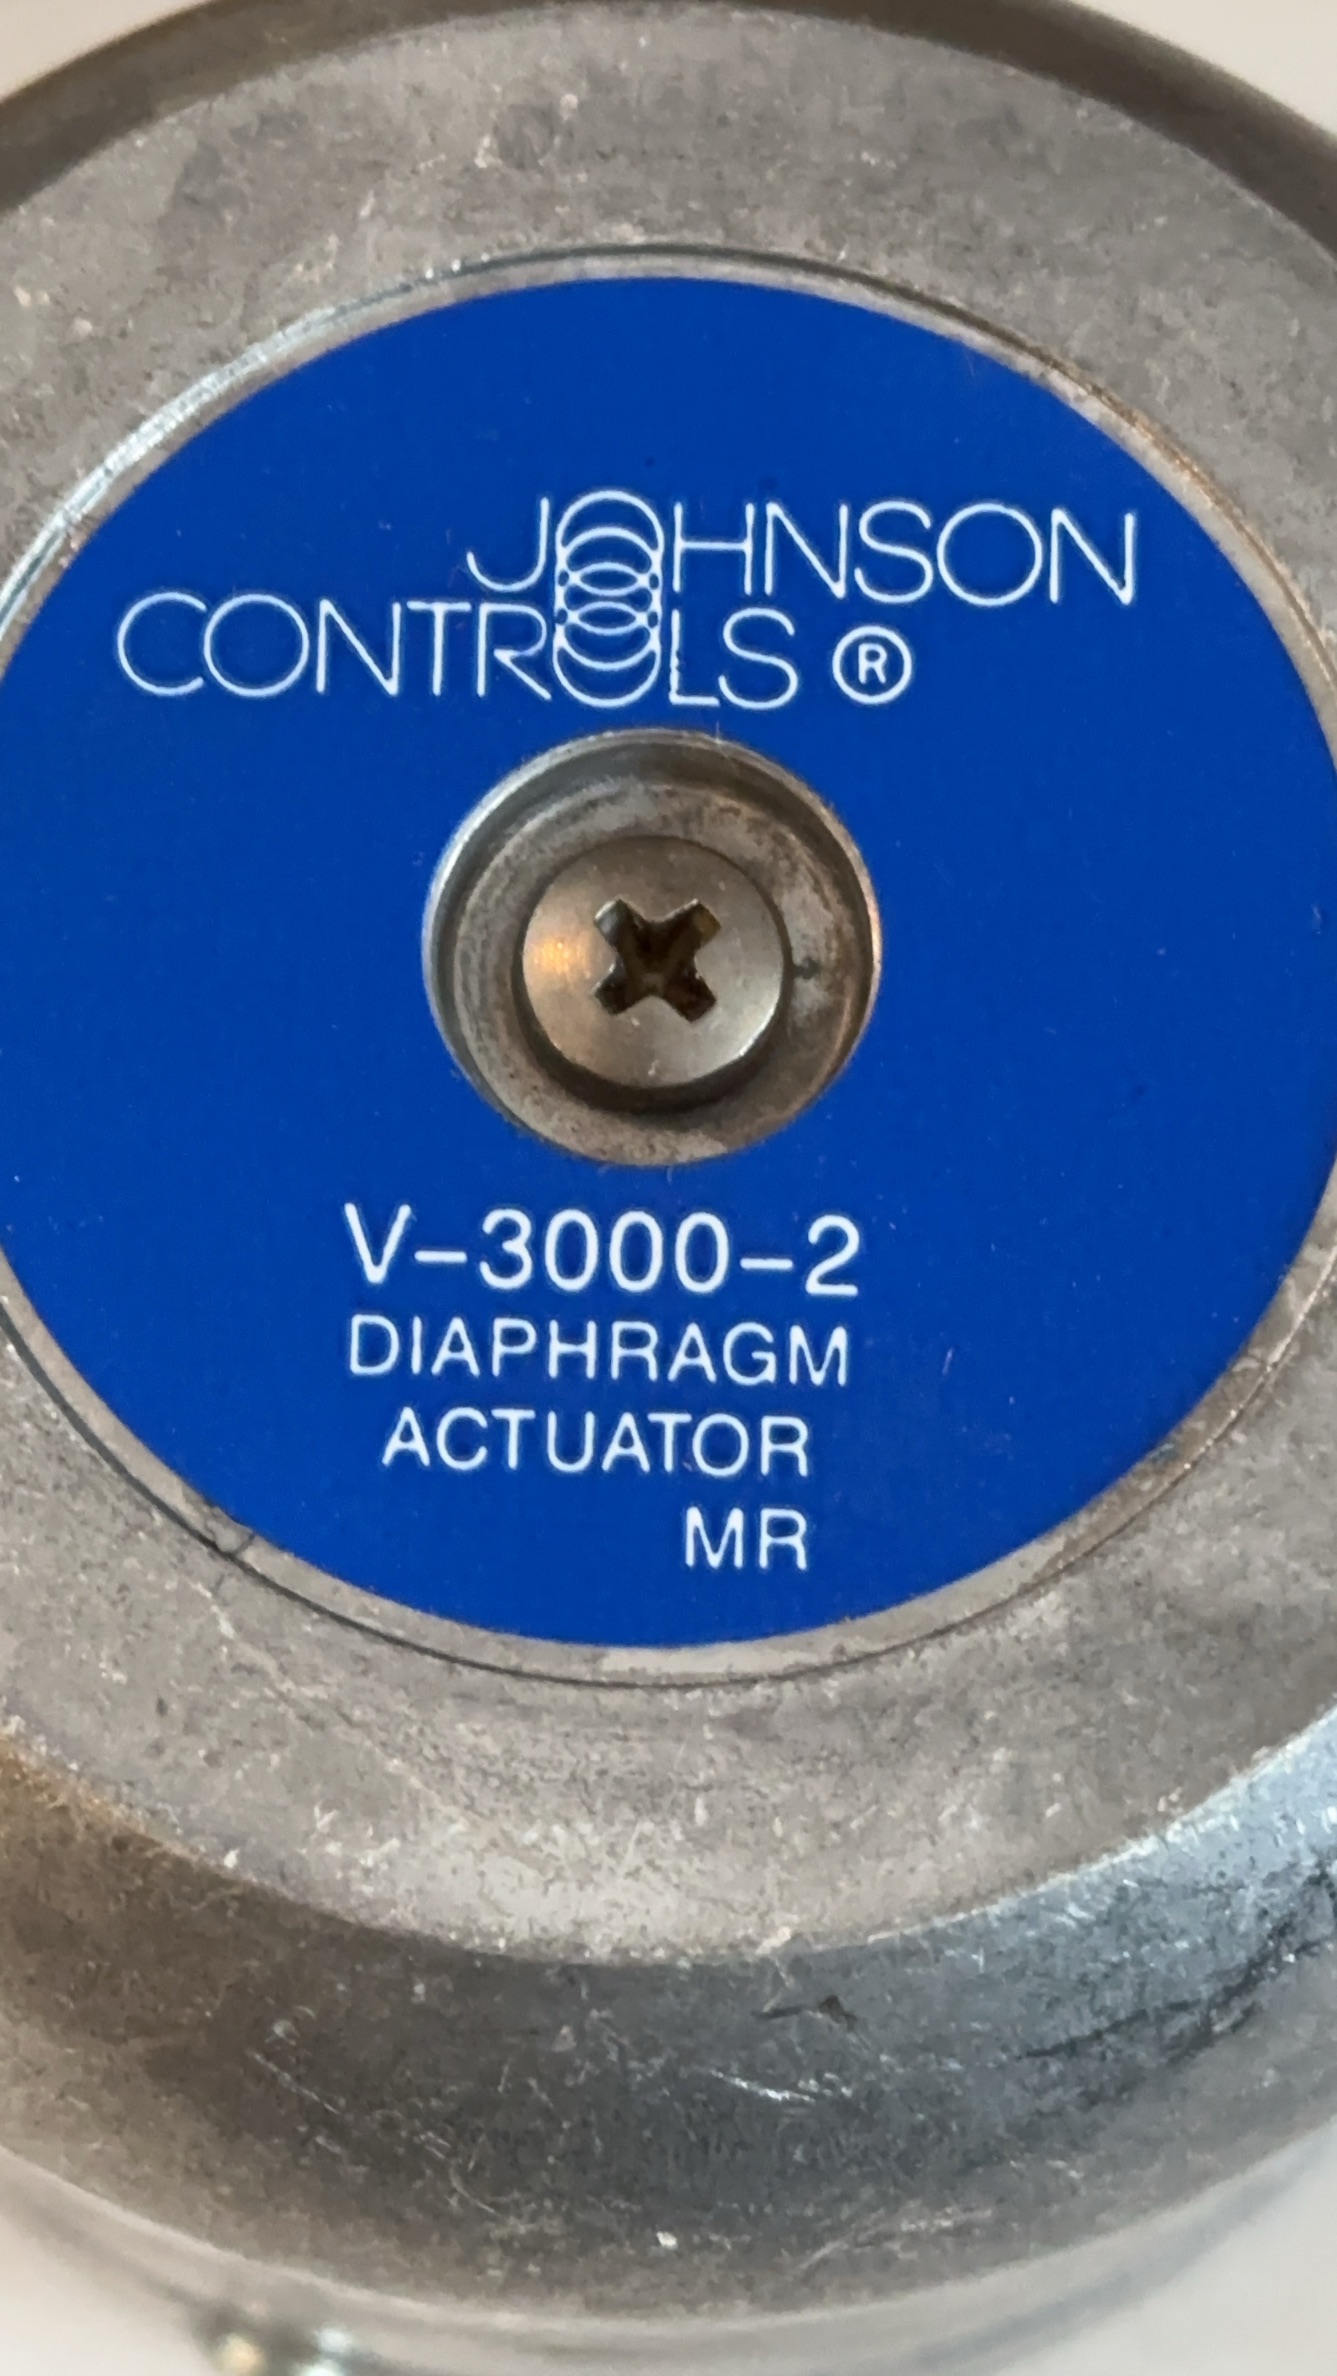 JOHNSON
CONTROLS ®
V-3000-2
DIAPHRAGM
ACTUATOR
MR